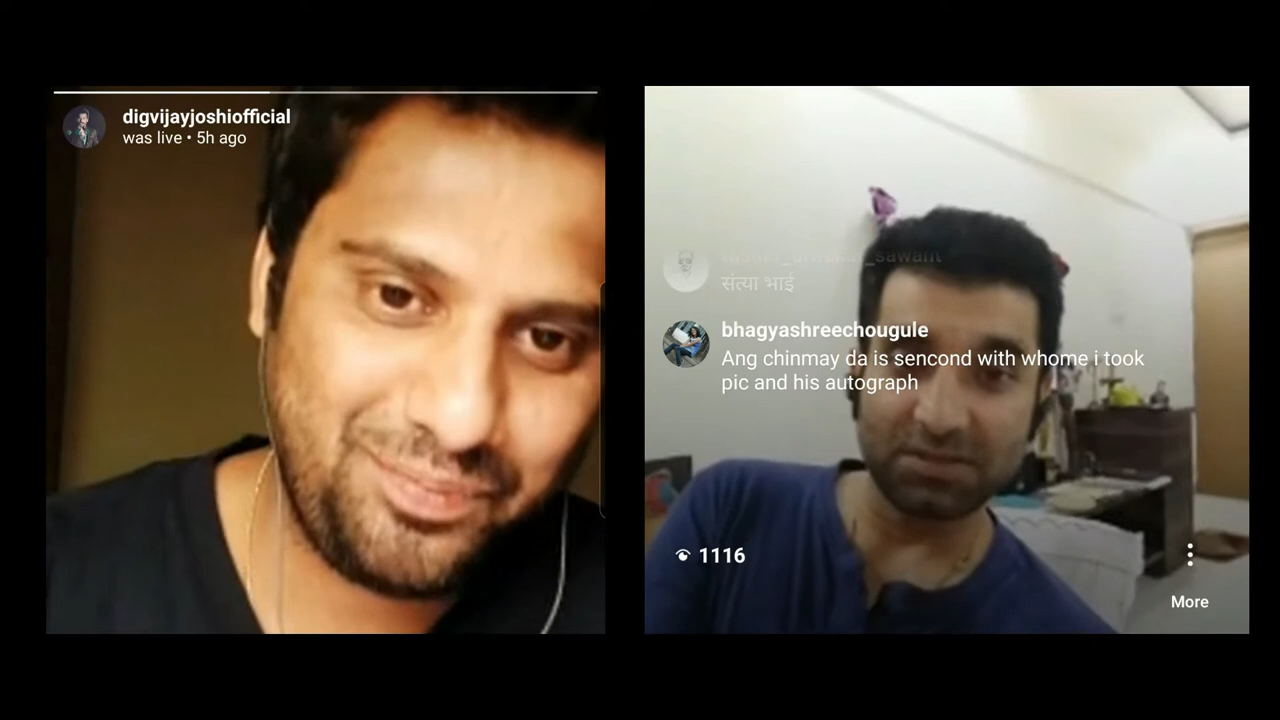 digvijayjoshiofficial
was live • 5h ago
संत्या भाई
bhagyashreechougule
Ang chinmay da is sencond with whome i took
pic and his autograph
1116
More